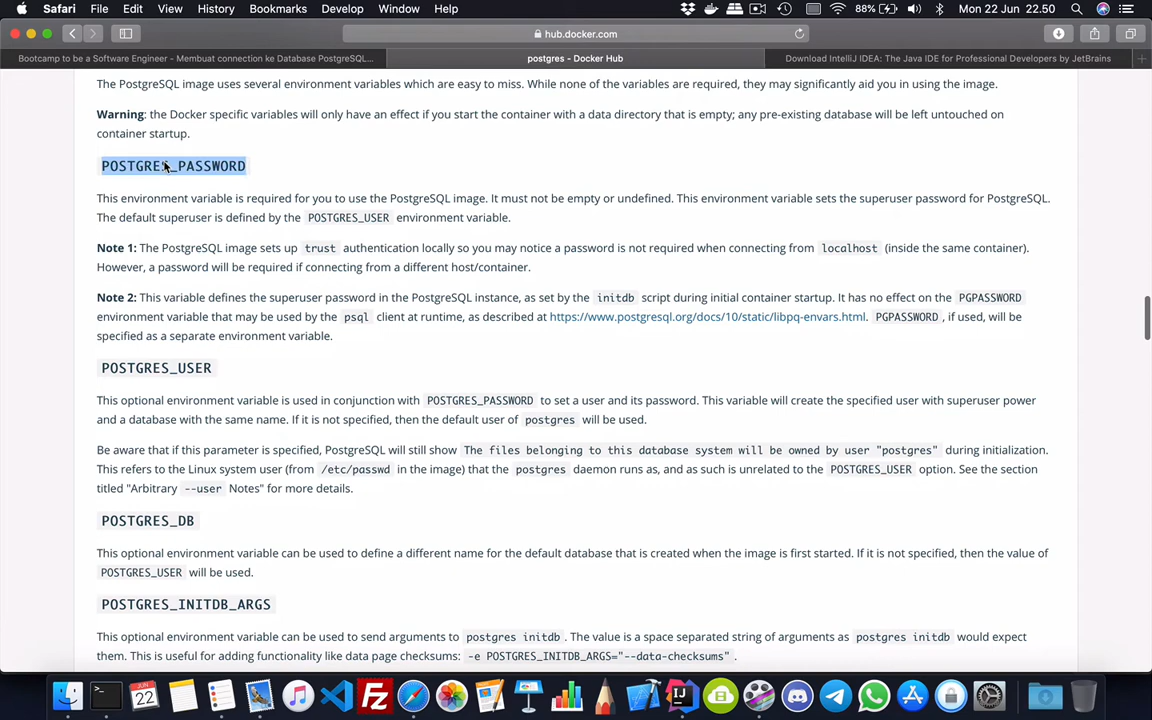 Safari File Edit View History Bookmarks Develop Window Help 88% Mon 22 Jun 22.50
hub.docker.com
Bootcamp to be a Software Engineer - Membuat connection ke Database PostgreSQL... postgres - Docker Hub Download IntelliJ IDEA: The Java IDE for Professional Developers by JetBrains
The PostgreSQL image uses several environment variables which are easy to miss. While none of the variables are required, they may significantly aid you in using the image.
Warning: the Docker specific variables will only have an effect if you start the container with a data directory that is empty; any pre-existing database will be left untouched on
container startup.
POSTGRES_PASSWORD
This environment variable is required for you to use the PostgreSQL image. It must not be empty or undefined. This environment variable sets the superuser password for PostgreSQL.
The default superuser is defined by the POSTGRES_USER environment variable.
Note 1: The PostgreSQL image sets up trust authentication locally so you may notice a password is not required when connecting from localhost (inside the same container).
However, a password will be required if connecting from a different host/container.
Note 2: This variable defines the superuser password in the PostgreSQL instance, as set by the initdb script during initial container startup. It has no effect on the PGPASSWORD
environment variable that may be used by the psql client at runtime, as described at https://www.postgresql.org/docs/10/static/libpq-envars.html. PGPASSWORD, if used, will be
specified as a separate environment variable.
POSTGRES_USER
This optional environment variable is used in conjunction with POSTGRES_PASSWORD to set a user and its password. This variable will create the specified user with superuser power
and a database with the same name. If it is not specified, then the default user of postgres will be used.
Be aware that if this parameter is specified, PostgreSQL will still show The files belonging to this database system will be owned by user "postgres" during initialization.
This refers to the Linux system user (from /etc/passwd in the image) that the postgres daemon runs as, and as such is unrelated to the POSTGRES_USER option. See the section
titled "Arbitrary --user Notes" for more details.
POSTGRES_DB
This optional environment variable can be used to define a different name for the default database that is created when the image is first started. If it is not specified, then the value of
POSTGRES_USER will be used.
POSTGRES_INITDB_ARGS
This optional environment variable can be used to send arguments to postgres initdb. The value is a space separated string of arguments as postgres initdb would expect
them. This is useful for adding functionality like data page checksums: -e POSTGRES_INITDB_ARGS="--data-checksums".